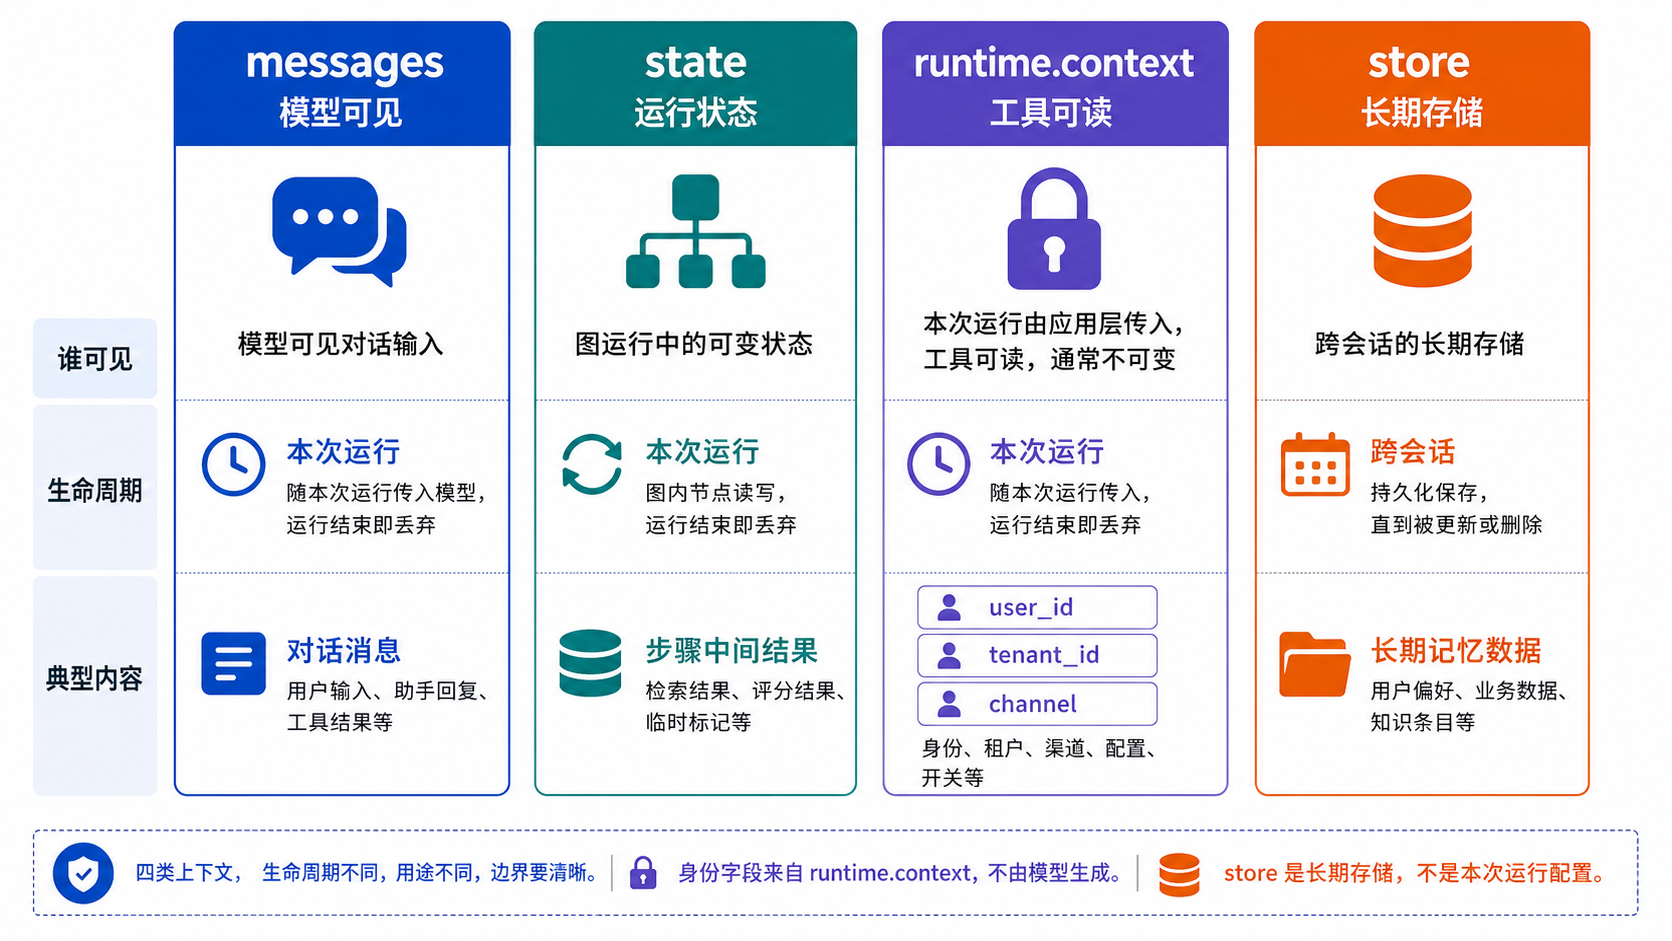 messages
模型可见
state
运行状态
runtime.context
工具可读
store
长期存储
谁可见
模型可见对话输入
图运行中的可变状态
本次运行由应用层传入，
工具可读，通常不可变
跨会话的长期存储
生命周期
本次运行
随本次运行传入模型，
运行结束即丢弃
本次运行
图内节点读写，
运行结束即丢弃
本次运行
随本次运行传入，
运行结束即丢弃
跨会话
持久化保存，
直到被更新或删除
典型内容
对话消息
用户输入、助手回复、
工具结果等
步骤中间结果
检索结果、评分结果、
临时标记等
user_id
tenant_id
channel
身份、租户、渠道、配置、
开关等
长期记忆数据
用户偏好、业务数据、
知识条目等
四类上下文， 生命周期不同，用途不同，边界要清晰。
身份字段来自 runtime.context，不由模型生成。
store 是长期存储，不是本次运行配置。